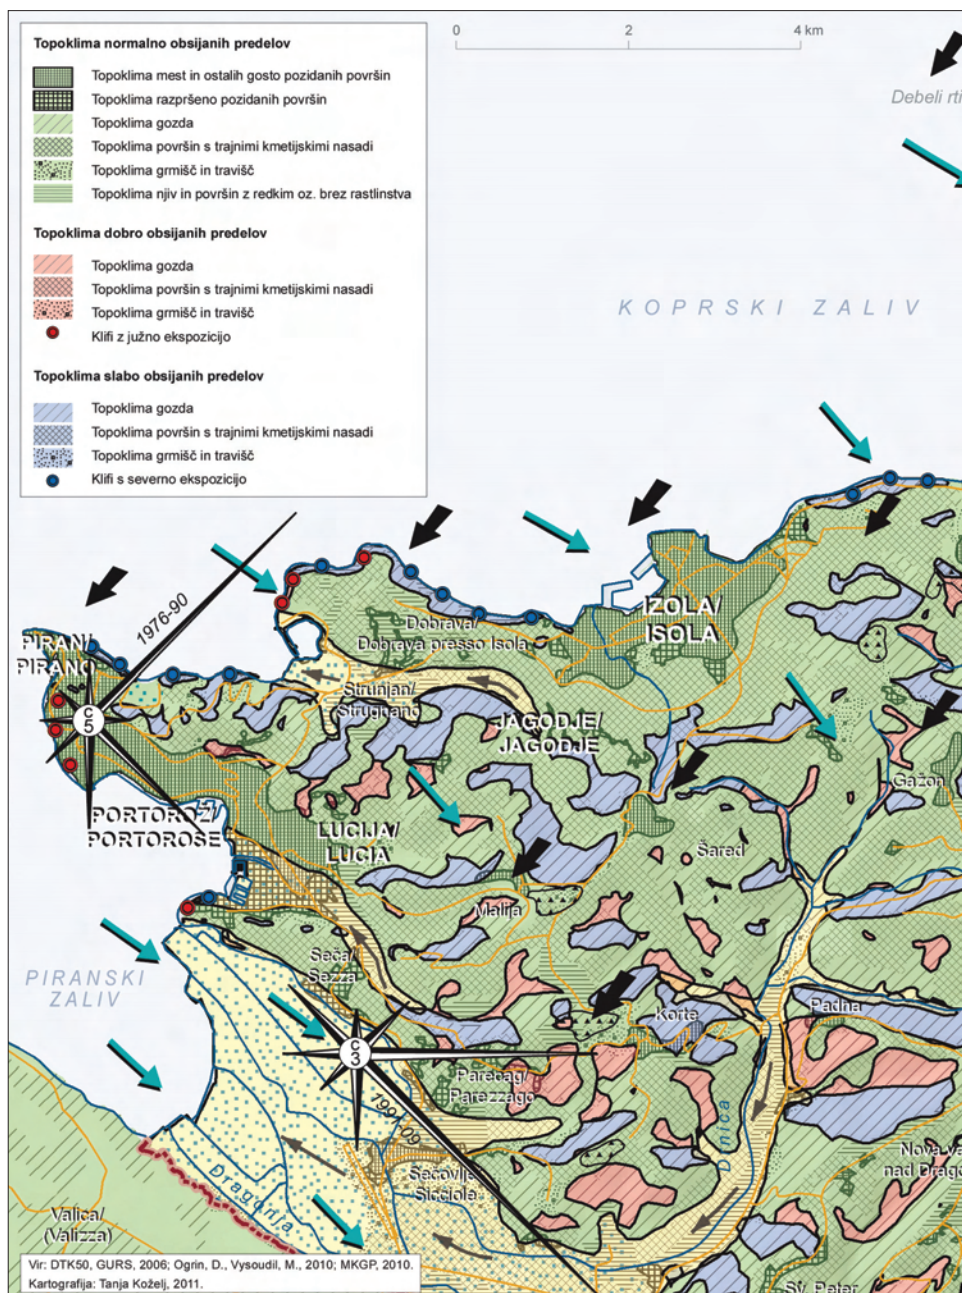 Topoklima normalno obsijanih predelov
Topoklima mest in ostalih gosto pozidanih površin
Topoklima razpršeno pozidanih površin
Topoklima gozda
Topoklima površin s trajnimi kmetijskimi nasadi
Topoklima grmišč in travišč
Topoklima njiv in površin z redkim oz. brez rastlinstva
Topoklima dobro obsijanih predelov
Topoklima gozda
Topoklima površin s trajnimi kmetijskimi nasadi
Topoklima grmišč in travišč
Klifi z južno ekspozicijo
Topoklima slabo obsijanih predelov
Topoklima gozda
Topoklima površin s trajnimi kmetijskimi nasadi
Topoklima grmišč in travišč
Klifi s severno ekspozicijo
0 2 4 km
Debeli rti
KOPRSKI ZALIV
1976-90
PIRAN/
PIRANO
C
5
Dobrava/
Dobrava presso Isola
IZOLA/
ISOLA
Strunjan/
Strugnano
JAGODJE/
JAGODJE
Gažon
PORTOROŽ/
PORTOROSE
LUCIJA/
LUCIA
Šared
Malija
PIRANSKI
ZALIV
Seča/
Sezza
Korte
Padna
C
3
Parecag/
Parezzago
1991-09
Drnica
Nova va
nad Drago
Sečovlje/
Sicciole
Dragonja
Valica/
(Valizza)
Sv. Peter
Vir: DTK50, GURS, 2006; Ogrin, D., Vysoudil, M., 2010; MKGP, 2010.
Kartografija: Tanja Koželj, 2011.